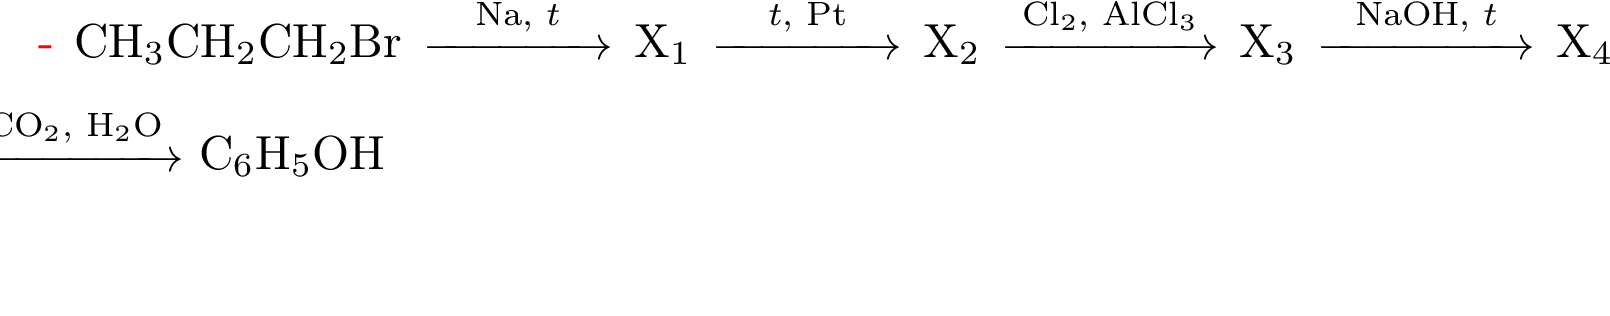 - CH₃CH₂CH₂Br —Na, t→ X₁ —t, Pt→ X₂ —Cl₂, AlCl₃→ X₃ —NaOH, t→ X₄
—CO₂, H₂O→ C₆H₅OH